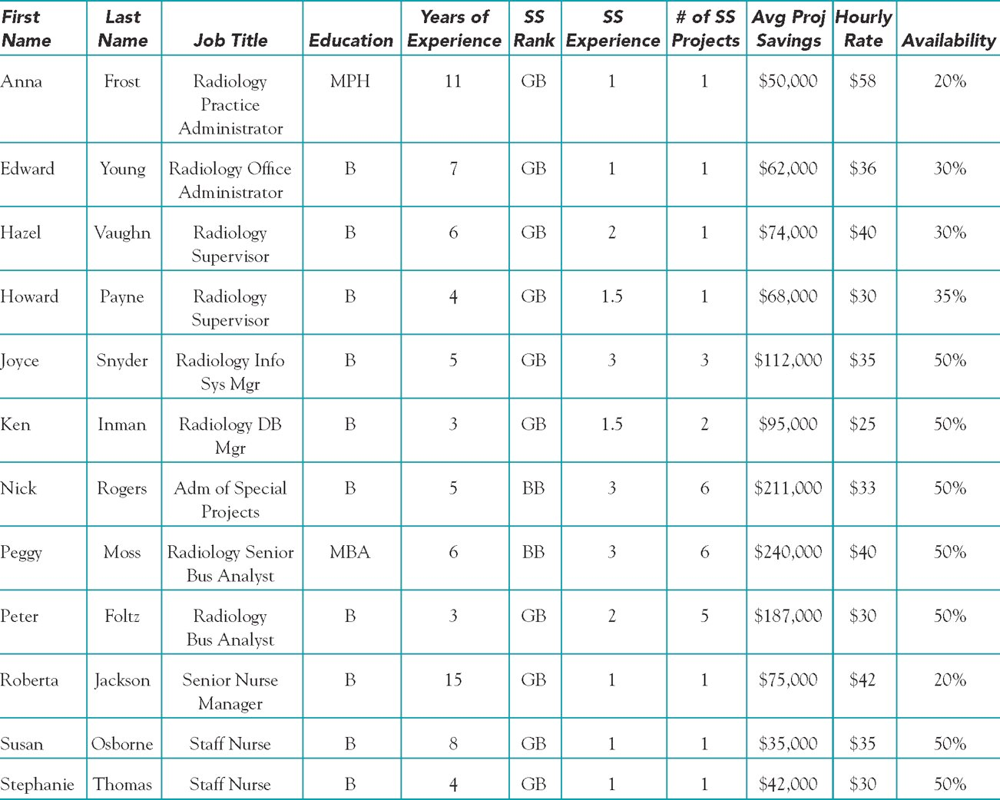 First Last Years of SS SS # of SS Avg Proj Hourly
Name Name Job Title Education Experience Rank Experience Projects Savings Rate Availability
Anna Frost Radiology MPH 11 GB 1 1 $50,000 $58 20%
Practice
Administrator
Edward Young Radiology Office B 7 GB 1 1 $62,000 $36 30%
Administrator
Hazel Vaughn Radiology B 6 GB 2 1 $74,000 $40 30%
Supervisor
Howard Payne Radiology B 4 GB 1.5 1 $68,000 $30 35%
Supervisor
Joyce Snyder Radiology Info B 5 GB 3 3 $112,000 $35 50%
Sys Mgr
Ken Inman Radiology DB B 3 GB 1.5 2 $95,000 $25 50%
Mgr
Nick Rogers Adm of Special B 5 BB 3 6 $211,000 $33 50%
Projects
Peggy Moss Radiology Senior MBA 6 BB 3 6 $240,000 $40 50%
Bus Analyst
Peter Foltz Radiology B 3 GB 2 5 $187,000 $30 50%
Bus Analyst
Roberta Jackson Senior Nurse B 15 GB 1 1 $75,000 $42 20%
Manager
Susan Osborne Staff Nurse B 8 GB 1 1 $35,000 $35 50%
Stephanie Thomas Staff Nurse B 4 GB 1 1 $42,000 $30 50%